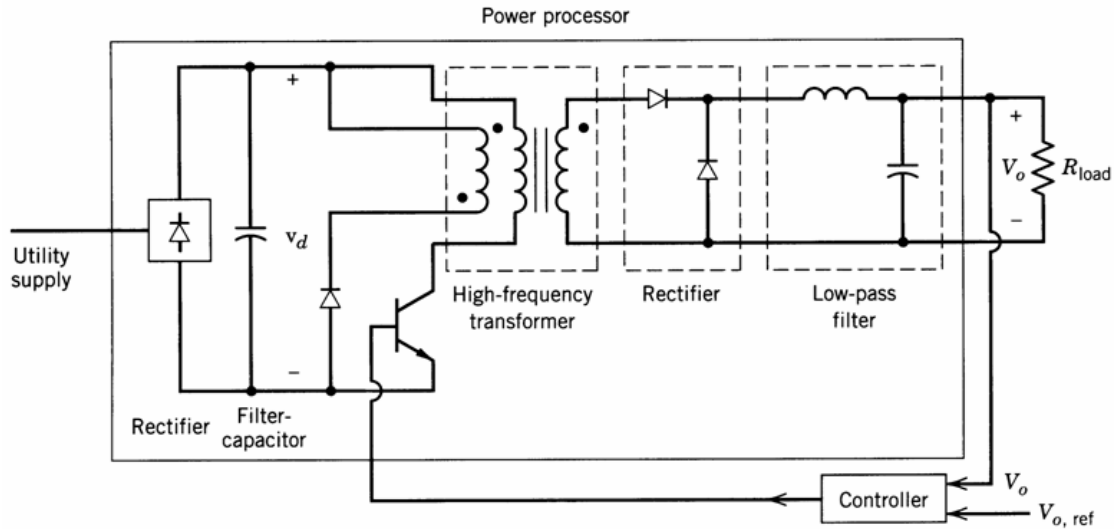 Power processor
+
+
v_d
V_o
R_load
−
−
Utility
supply
High-frequency
transformer
Rectifier
Low-pass
filter
Rectifier
Filter-
capacitor
Controller
V_o
V_o, ref